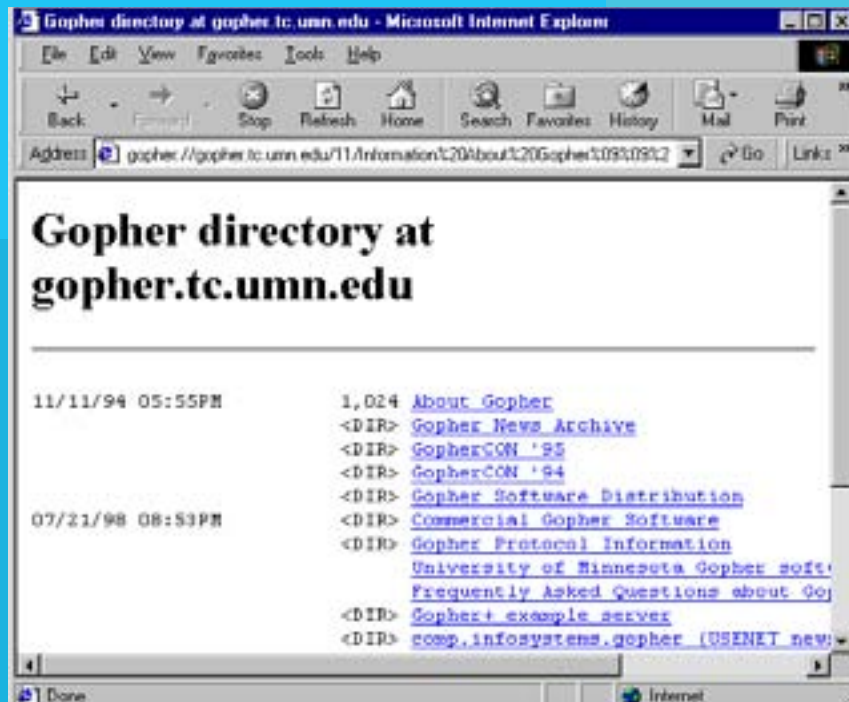 Gopher directory at gopher.tc.umn.edu - Microsoft Internet Explorer
File Edit View Favorites Tools Help
Back Forward Stop Refresh Home Search Favorites History Mail Print »
Address gopher://gopher.tc.umn.edu/11/Information%20About%20Gopher%09%09%2 Go Links »
Gopher directory at
gopher.tc.umn.edu
11/11/94 05:55PM 1,024 About Gopher
<DIR> Gopher News Archive
<DIR> GopherCON '95
<DIR> GopherCON '94
<DIR> Gopher Software Distribution
07/21/98 08:53PM <DIR> Commercial Gopher Software
<DIR> Gopher Protocol Information
University of Minnesota Gopher soft
Frequently Asked Questions about Go
<DIR> Gopher+ example server
<DIR> comp.infosystems.gopher (USENET new
Done Internet